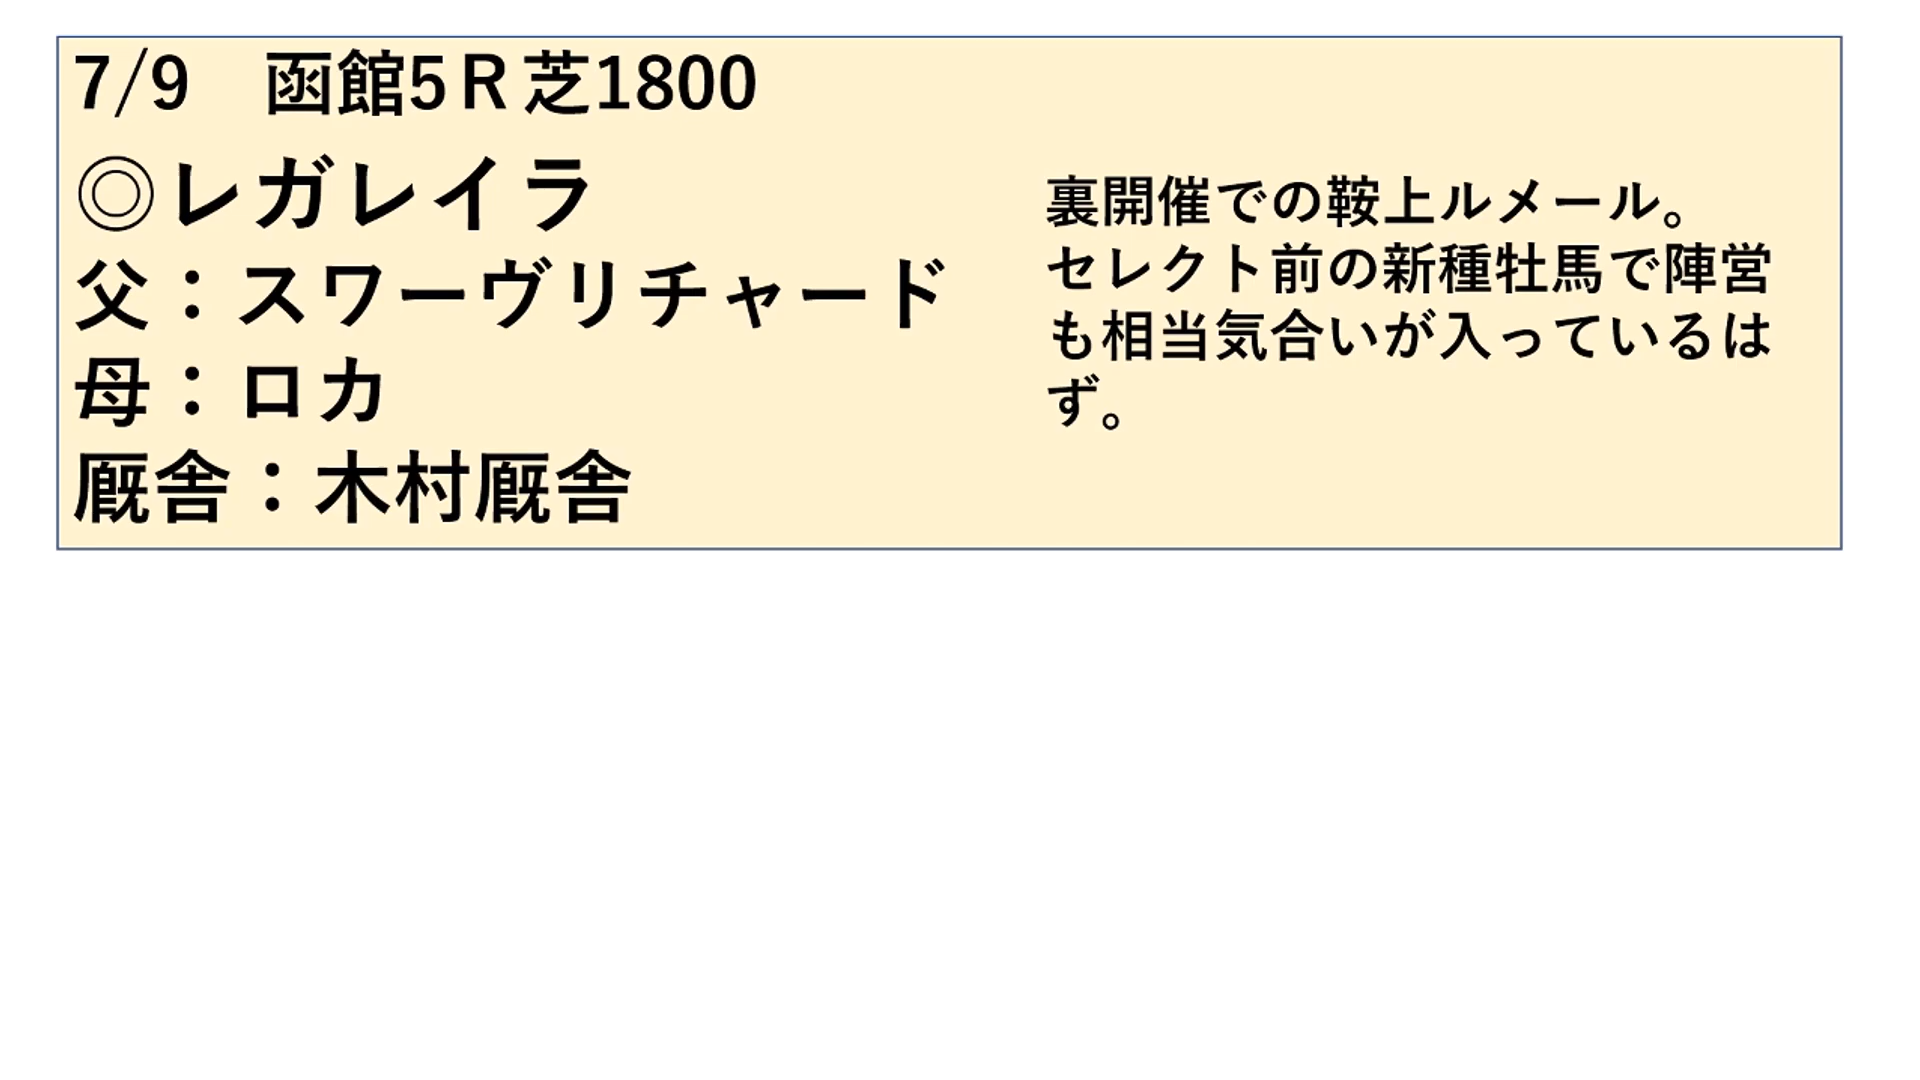 7/9　函館5Ｒ芝1800
◎レガレイラ
父：スワーヴリチャード
母：ロカ
厩舎：木村厩舎
裏開催での鞍上ルメール。
セレクト前の新種牡馬で陣営
も相当気合いが入っているは
ず。